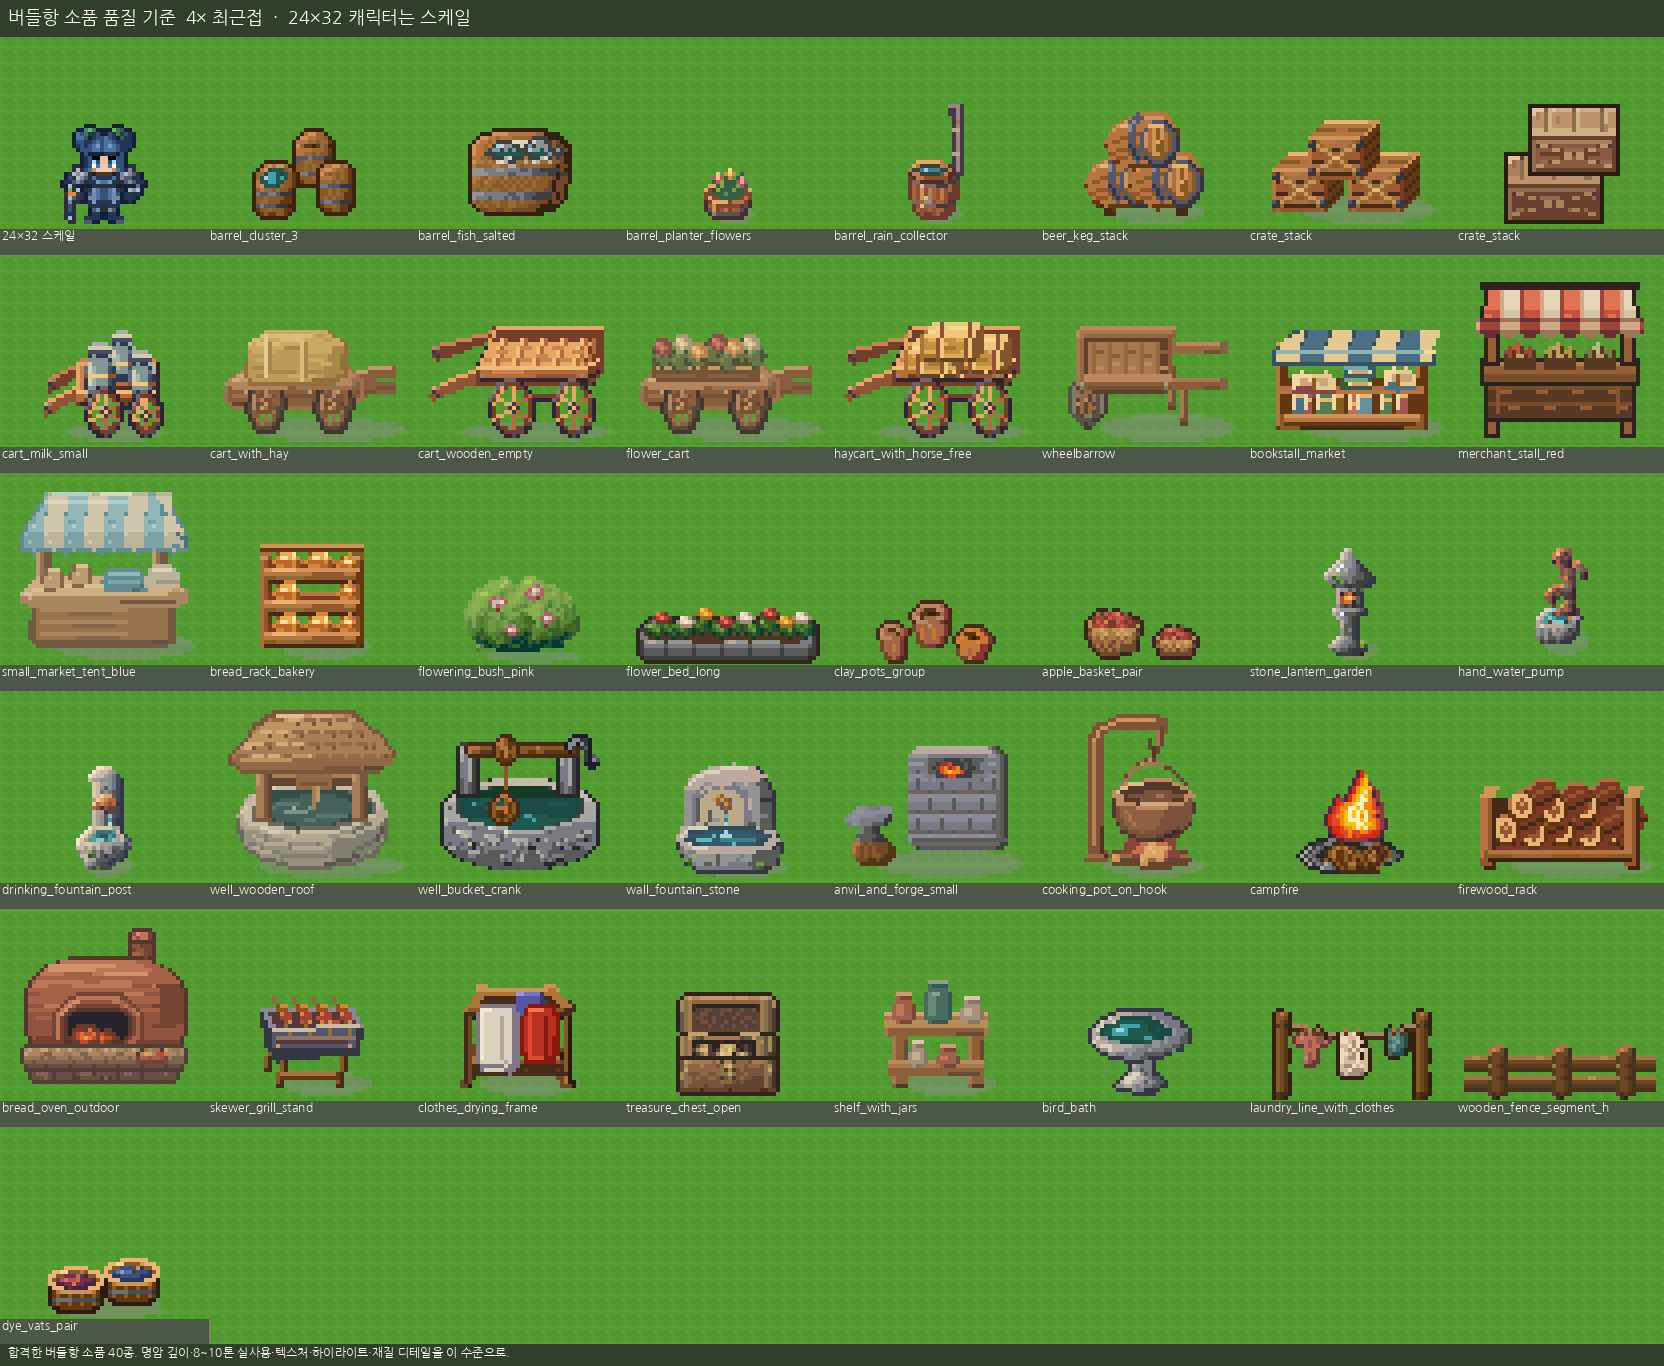 버들항 소품 품질 기준 4× 최근접 · 24×32 캐릭터는 스케일
24×32 스케일 barrel_cluster_3 barrel_fish_salted barrel_planter_flowers barrel_rain_collector beer_keg_stack crate_stack crate_stack
cart_milk_small cart_with_hay cart_wooden_empty flower_cart haycart_with_horse_free wheelbarrow bookstall_market merchant_stall_red
small_market_tent_blue bread_rack_bakery flowering_bush_pink flower_bed_long clay_pots_group apple_basket_pair stone_lantern_garden hand_water_pump
drinking_fountain_post well_wooden_roof well_bucket_crank wall_fountain_stone anvil_and_forge_small cooking_pot_on_hook campfire firewood_rack
bread_oven_outdoor skewer_grill_stand clothes_drying_frame treasure_chest_open shelf_with_jars bird_bath laundry_line_with_clothes wooden_fence_segment_h
dye_vats_pair
합격한 버들항 소품 40종. 명암 깊이·8~10톤 실사용·텍스처·하이라이트·재질 디테일을 이 수준으로.